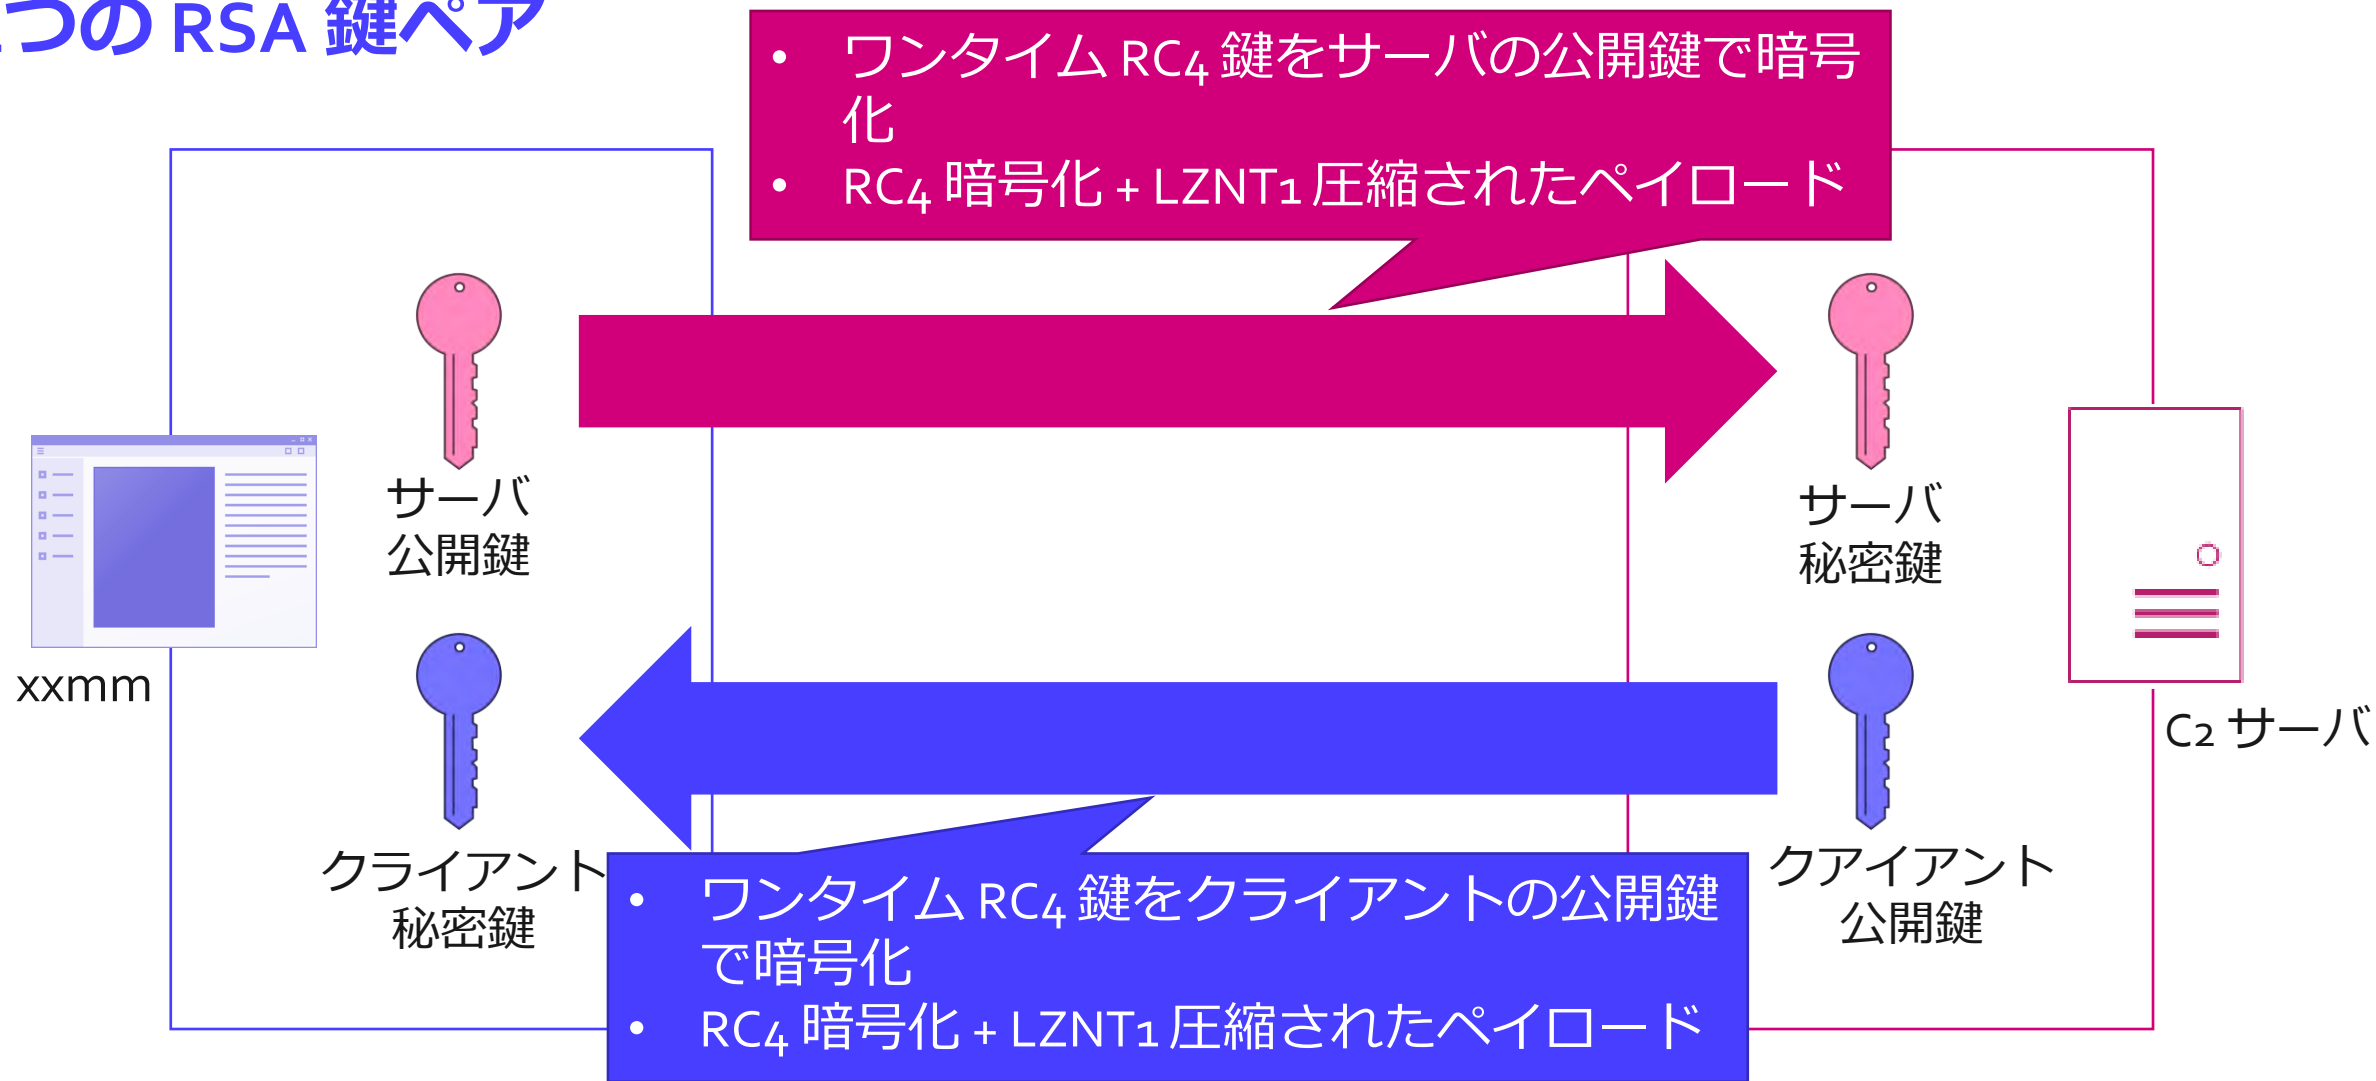 つの RSA 鍵ペア
• ワンタイム RC4 鍵をサーバの公開鍵で暗号
化
• RC4 暗号化 + LZNT1 圧縮されたペイロード
サーバ
公開鍵
サーバ
秘密鍵
xxmm
C2 サーバ
クライアント
秘密鍵
クアイアント
公開鍵
• ワンタイム RC4 鍵をクライアントの公開鍵
で暗号化
• RC4 暗号化 + LZNT1 圧縮されたペイロード